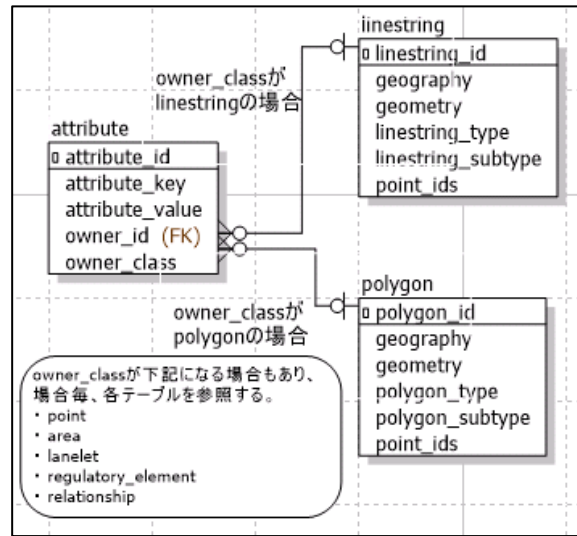 linestring
linestring_id
geography
geometry
linestring_type
linestring_subtype
point_ids
owner_classが
linestringの場合
attribute
attribute_id
attribute_key
attribute_value
owner_id (FK)
owner_class
owner_classが
polygonの場合
polygon
polygon_id
geography
geometry
polygon_type
polygon_subtype
point_ids
owner_classが下記になる場合もあり、
場合毎、各テーブルを参照する。
・ point
・ area
・ lanelet
・ regulatory_element
・ relationship